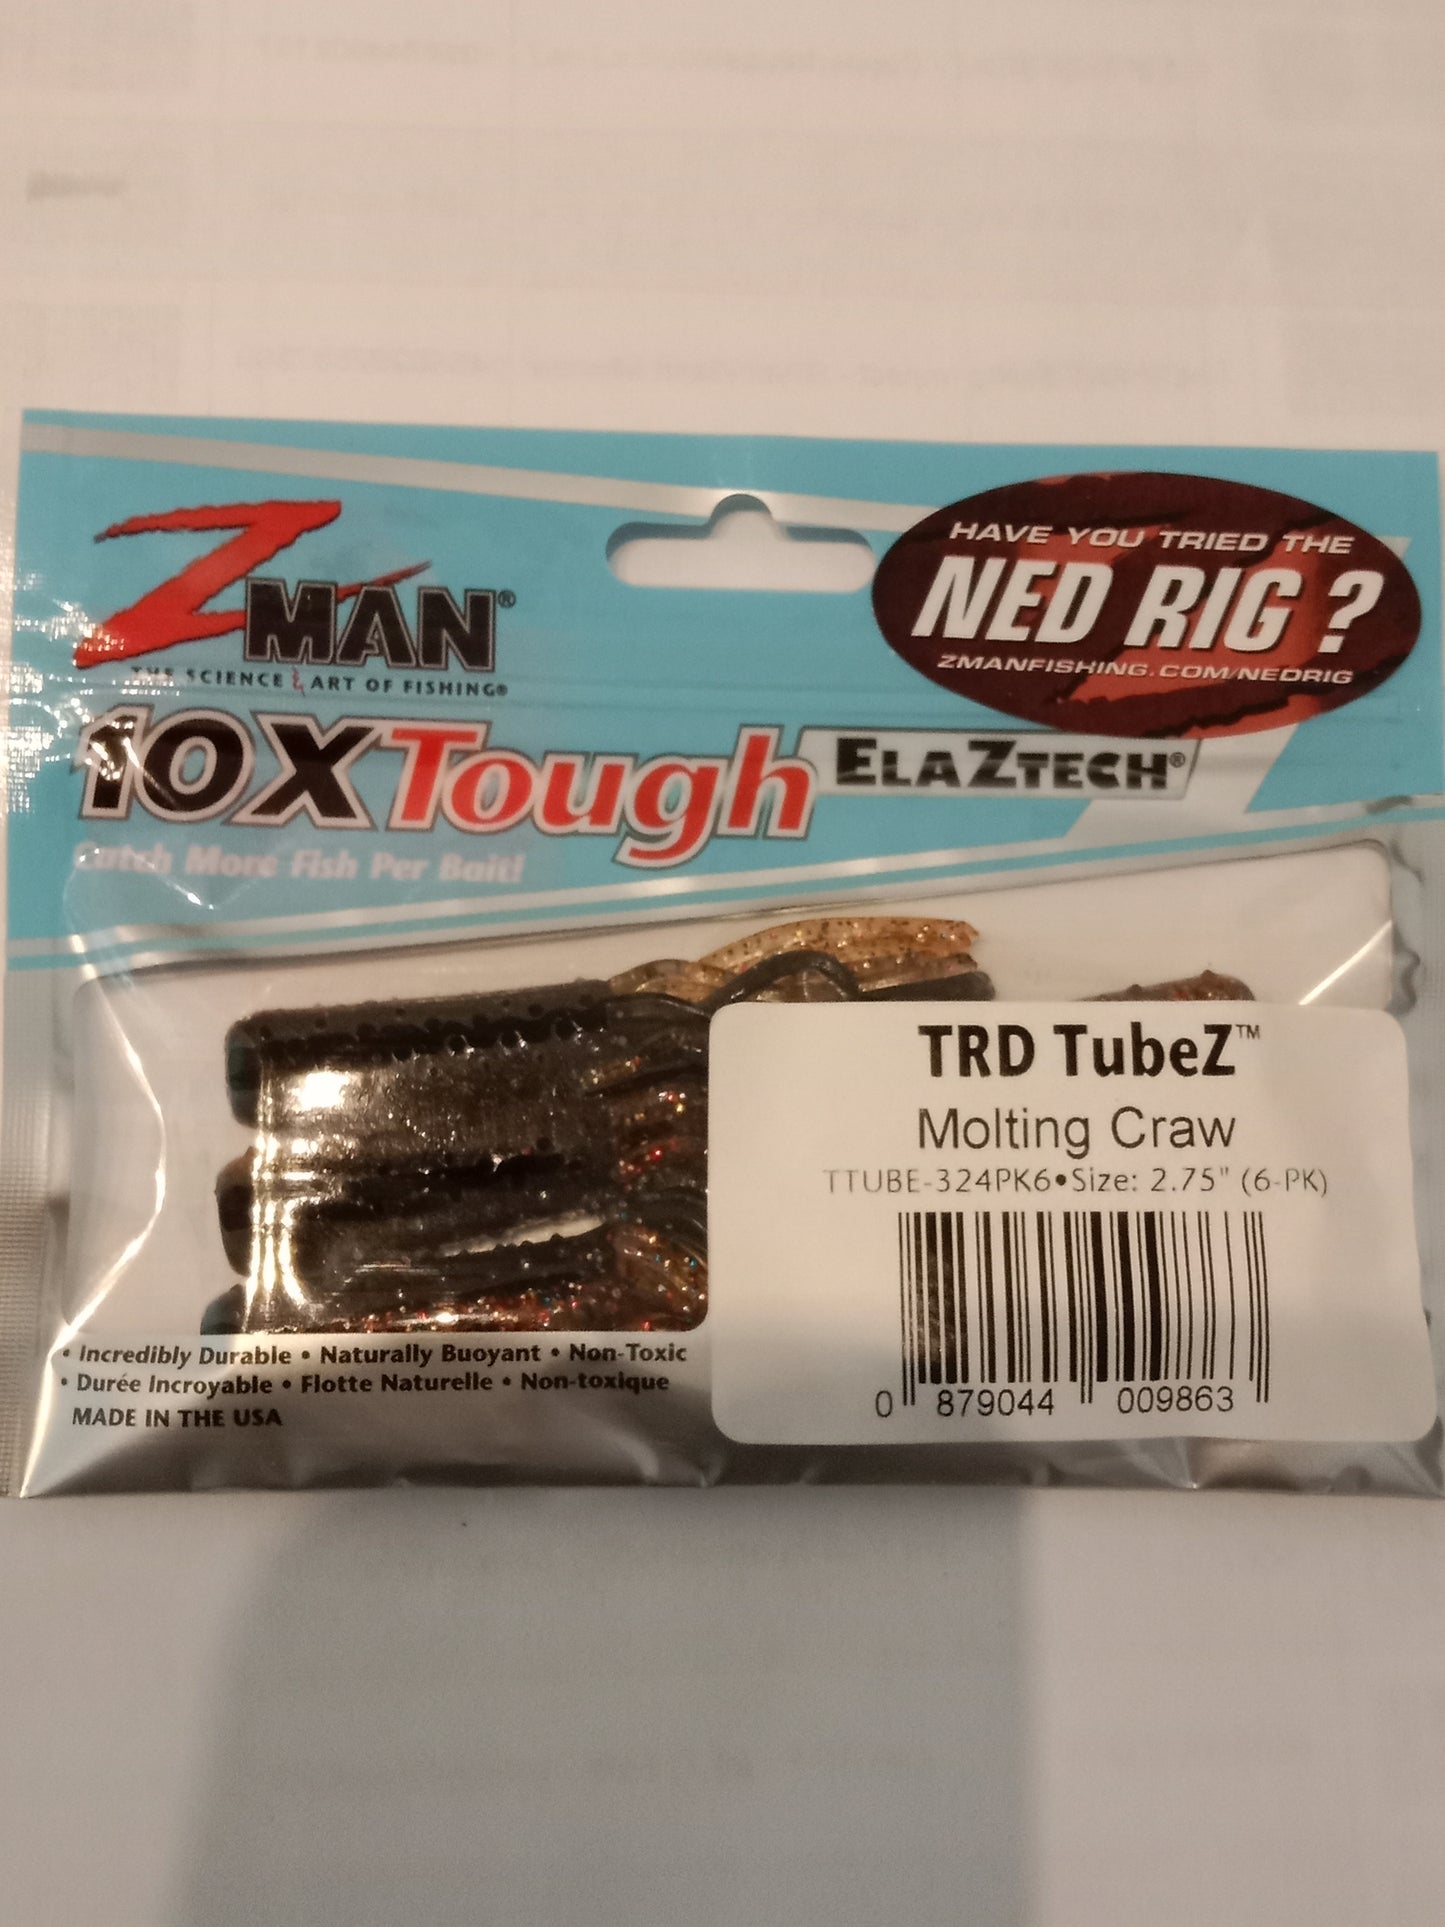 ZMAN®
THE SCIENCE & ART OF FISHING®
HAVE YOU TRIED THE
NED RIG ?
ZMANFISHING.COM/NEDRIG
10X Tough ELAZTECH®
Catch More Fish Per Bait!
TRD TubeZ™
Molting Craw
TTUBE-324PK6•Size: 2.75" (6-PK)
0 879044 009863
• Incredibly Durable • Naturally Buoyant • Non-Toxic
• Durée Incroyable • Flotte Naturelle • Non-toxique
MADE IN THE USA